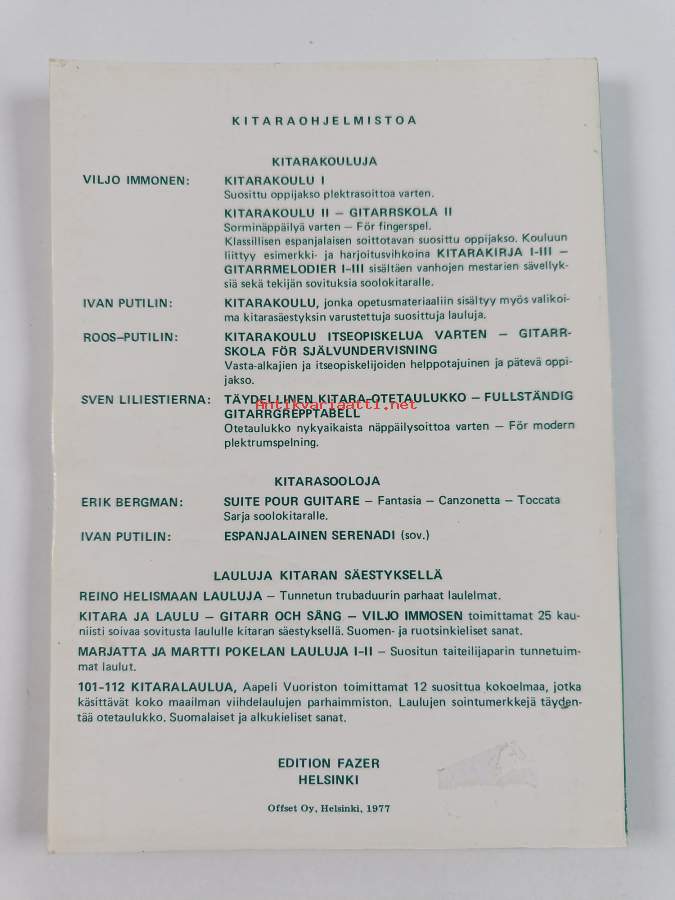 KITARAOHJELMISTOA
KITARAKOULUJA
VILJO IMMONEN: KITARAKOULU I
Suosittu oppijakso plektrasoittoa varten.
KITARAKOULU II – GITARRSKOLA II
Sorminäppäilyä varten – För fingerspel.
Klassillisen espanjalaisen soittotavan suosittu oppijakso. Kouluun
liittyy esimerkki- ja harjoitusvihkoina KITARAKIRJA I-III –
GITARRMELODIER I-III sisältäen vanhojen mestarien sävellyk-
siä sekä tekijän sovituksia soolokitaralle.
IVAN PUTILIN: KITARAKOULU, jonka opetusmateriaaliin sisältyy myös valikoi-
ma kitarasäestyksin varustettuja suosittuja lauluja.
ROOS–PUTILIN: KITARAKOULU ITSEOPISKELUA VARTEN – GITARR-
SKOLA FÖR SJÄLVUNDERVISNING
Vasta-alkajien ja itseopiskelijoiden helppotajuinen ja pätevä oppi-
jakso.
SVEN LILIESTIERNA: TÄYDELLINEN KITARA-OTETAULUKKO – FULLSTÄNDIG
Antikvariaatti.net
GITARRGREPPTABELL
Otetaulukko nykyaikaista näppäilysoittoa varten – För modern
plektrumspelning.
KITARASOOLOJA
ERIK BERGMAN: SUITE POUR GUITARE – Fantasia – Canzonetta – Toccata
Sarja soolokitaralle.
IVAN PUTILIN: ESPANJALAINEN SERENADI (sov.)
LAULUJA KITARAN SÄESTYKSELLÄ
REINO HELISMAAN LAULUJA – Tunnetun trubaduurin parhaat laulelmat.
KITARA JA LAULU – GITARR OCH SÄNG – VILJO IMMOSEN toimittamat 25 kau-
niisti soivaa sovitusta laululle kitaran säestyksellä. Suomen- ja ruotsinkieliset sanat.
MARJATTA JA MARTTI POKELAN LAULUJA I-II – Suositun taiteilijaparin tunnetuim-
mat laulut.
101-112 KITARALAULUA, Aapeli Vuoriston toimittamat 12 suosittua kokoelmaa, jotka
käsittävät koko maailman viihdelaulujen parhaimmiston. Laulujen sointumerkkejä täyden-
tää otetaulukko. Suomalaiset ja alkukieliset sanat.
EDITION FAZER
HELSINKI
Offset Oy, Helsinki, 1977